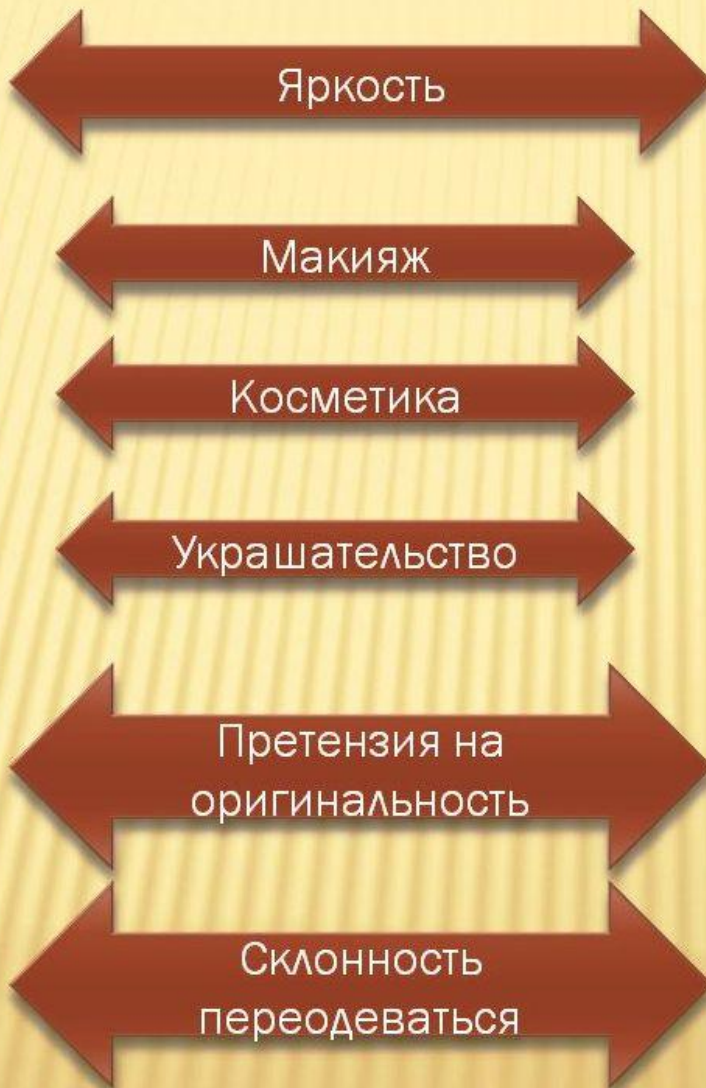 Яркость
Макияж
Косметика
Украшательство
Претензия на
оригинальность
Склонность
переодеваться